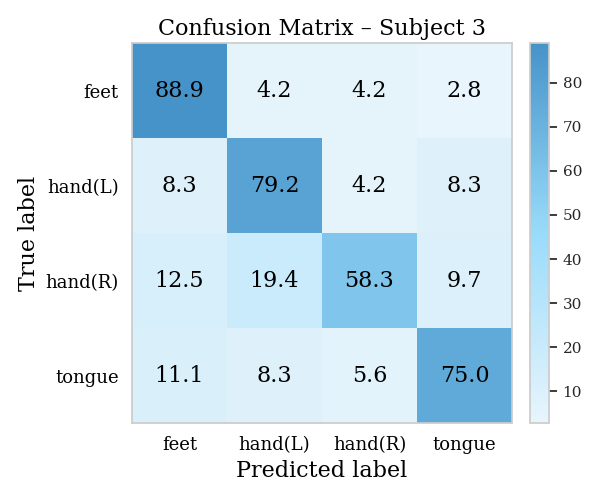 Confusion Matrix – Subject 3
True label
feet 88.9 4.2 4.2 2.8
hand(L) 8.3 79.2 4.2 8.3
hand(R) 12.5 19.4 58.3 9.7
tongue 11.1 8.3 5.6 75.0
feet hand(L) hand(R) tongue
Predicted label
80
70
60
50
40
30
20
10